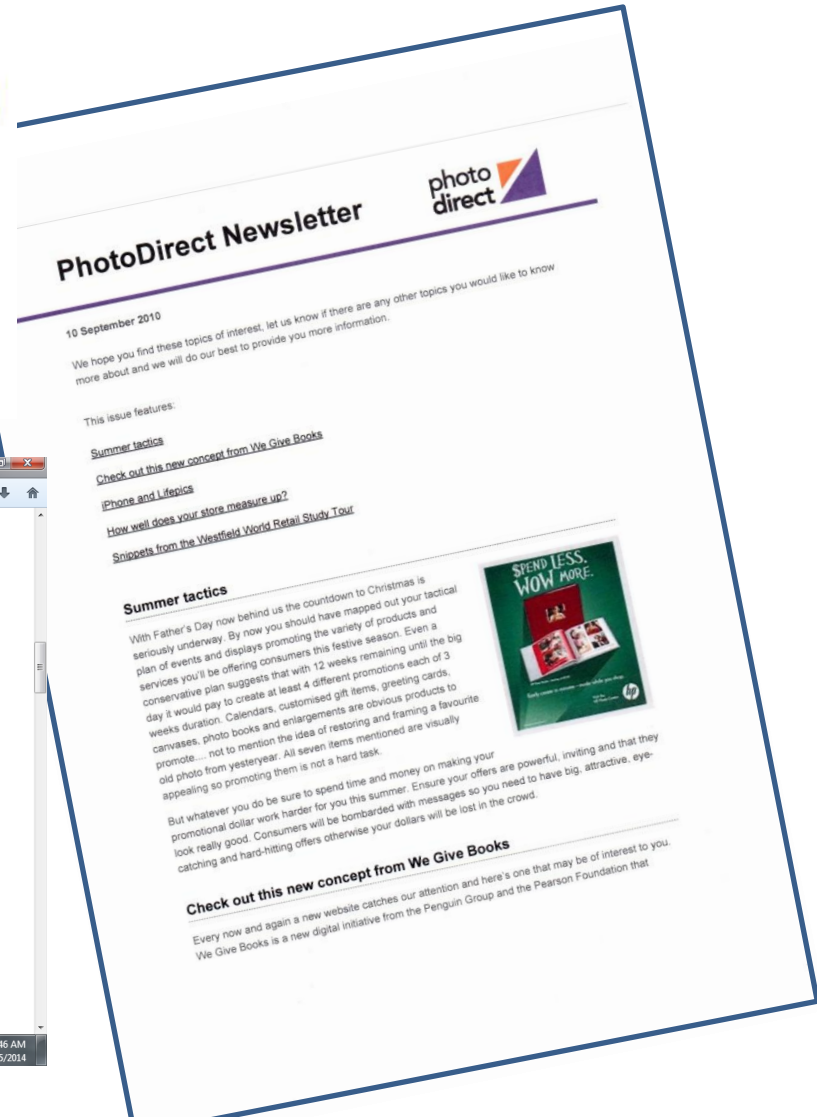 PhotoDirect Newsletter
photo
direct
10 September 2010
We hope you find these topics of interest, let us know if there are any other topics you would like to know
more about and we will do our best to provide you more information.
This issue features:
Summer tactics
Check out this new concept from We Give Books
iPhone and Lifepics
How well does your store measure up?
Snippets from the Westfield World Retail Study Tour
Summer tactics
With Father's Day now behind us the countdown to Christmas is
seriously underway. By now you should have mapped out your tactical
plan of events and displays promoting the variety of products and
services you'll be offering consumers this festive season. Even a
conservative plan suggests that with 12 weeks remaining until the big
day it would pay to create at least 4 different promotions each of 3
weeks duration. Calendars, customised gift items, greeting cards,
canvases, photo books and enlargements are obvious products to
promote.... not to mention the idea of restoring and framing a favourite
old photo from yesteryear. All seven items mentioned are visually
appealing so promoting them is not a hard task.
SPEND LESS.
WOW MORE.
hp
But whatever you do be sure to spend time and money on making your
promotional dollar work harder for you this summer. Ensure your offers are powerful, inviting and that they
look really good. Consumers will be bombarded with messages so you need to have big, attractive, eye-
catching and hard-hitting offers otherwise your dollars will be lost in the crowd.
Check out this new concept from We Give Books
Every now and again a new website catches our attention and here's one that may be of interest to you.
We Give Books is a new digital initiative from the Penguin Group and the Pearson Foundation that
46 AM
5/2014